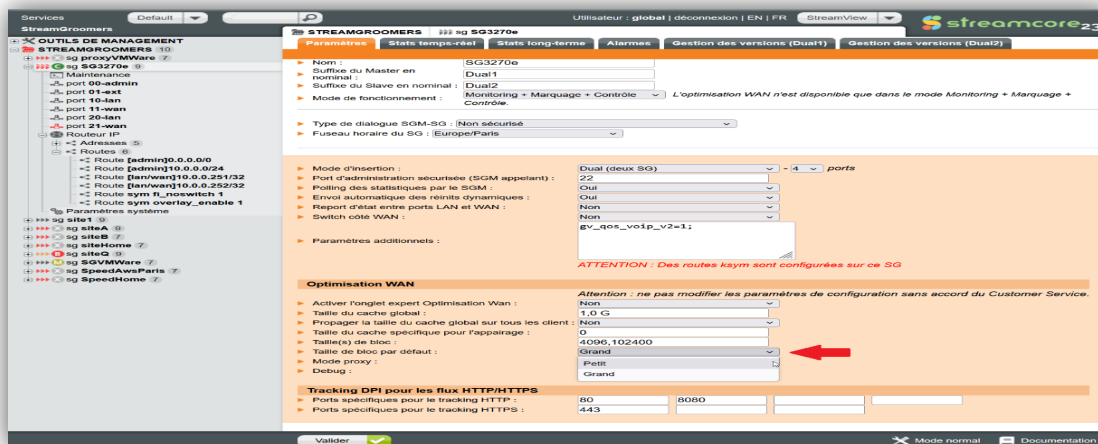 Services Default Utilisateur : global | déconnexion | EN | FR StreamView streamcore 23
StreamGroomers
OUTILS DE MANAGEMENT
STREAMGROOMERS 10
sg proxyVMWare 7
sg SG3270e 9
Maintenance
port 00-admin
port 01-ext
port 10-lan
port 11-wan
port 20-lan
port 21-wan
Routeur IP
Adresses 5
Routes 6
Route [admin]0.0.0.0/0
Route [admin]10.0.0.0/24
Route [lan/wan]10.0.0.251/32
Route [lan/wan]10.0.0.252/32
Route sym fi_noswitch 1
Route sym overlay_enable 1
Paramètres système
sg site1 9
sg siteA 9
sg siteB 7
sg siteHome 7
sg siteQ 9
sg SGVMWare 7
sg SpeedAwsParis 7
sg SpeedHome 7
STREAMGROOMERS sg SG3270e
Paramètres Stats temps-réel Stats long-terme Alarmes Gestion des versions (Dual1) Gestion des versions (Dual2)
Nom : SG3270e
Suffixe du Master en nominal : Dual1
Suffixe du Slave en nominal : Dual2
Mode de fonctionnement : Monitoring + Marquage + Contrôle L'optimisation WAN n'est disponible que dans le mode Monitoring + Marquage +
Contrôle.
Type de dialogue SGM-SG : Non sécurisé
Fuseau horaire du SG : Europe/Paris
Mode d'insertion : Dual (deux SG) - 4 ports
Port d'administration sécurisée (SGM appelant) : 22
Polling des statistiques par le SGM : Oui
Envoi automatique des réinits dynamiques : Oui
Report d'état entre ports LAN et WAN : Non
Switch côté WAN : Non
Paramètres additionnels : gv_qos_voip_v2=1;
ATTENTION : Des routes ksym sont configurées sur ce SG
Optimisation WAN
Attention : ne pas modifier les paramètres de configuration sans accord du Customer Service.
Activer l'onglet expert Optimisation Wan : Non
Taille du cache global : 1,0 G
Propager la taille du cache global sur tous les client : Non
Taille du cache spécifique pour l'appairage : 0
Taille(s) de bloc : 4096,102400
Taille de bloc par défaut : Grand
Mode proxy : Petit
Debug : Grand
Tracking DPI pour les flux HTTP/HTTPS
Ports spécifiques pour le tracking HTTP : 80 8080
Ports spécifiques pour le tracking HTTPS : 443
Valider Mode normal Documentation